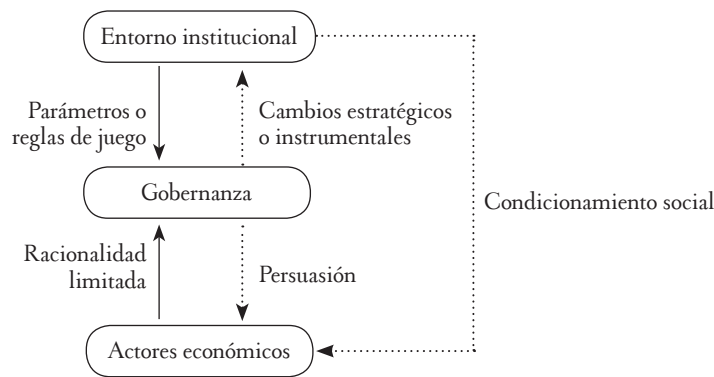 Entorno institucional
Parámetros o
reglas de juego
Cambios estratégicos
o instrumentales
Gobernanza
Condicionamiento social
Racionalidad
limitada
Persuasión
Actores económicos